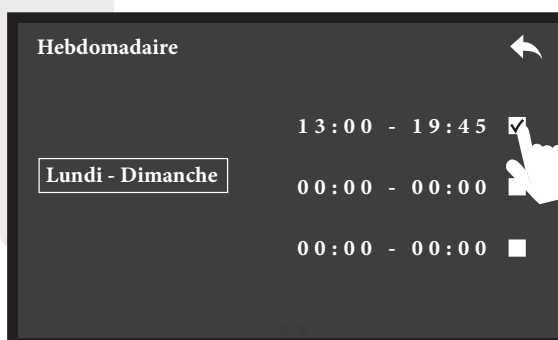 Hebdomadaire
13:00 - 19:45
Lundi - Dimanche
00:00 - 00:00
00:00 - 00:00